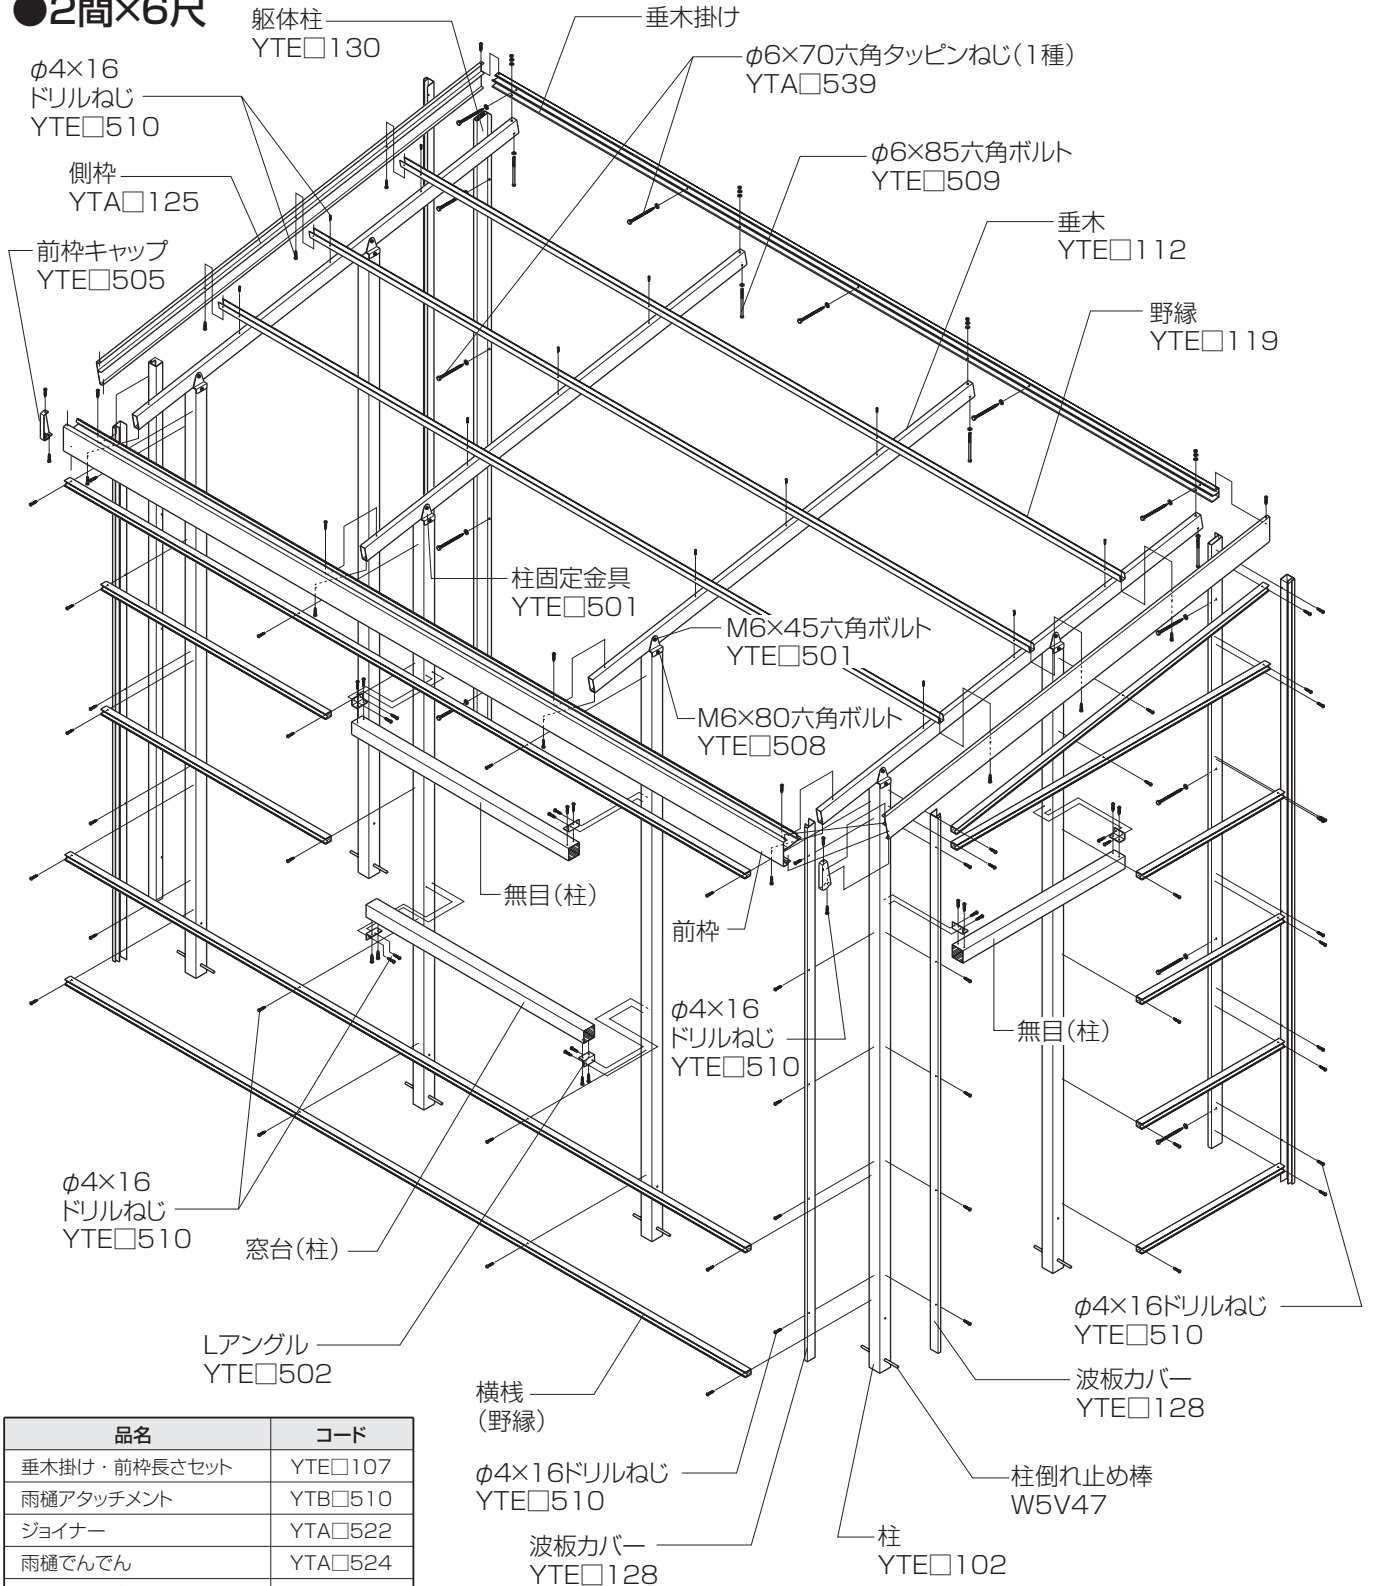 ●2間×6尺
躯体柱
YTE□130
垂木掛け
φ4×16
ドリルねじ
YTE□510
φ6×70六角タッピンねじ(1種)
YTA□539
φ6×85六角ボルト
YTE□509
側枠
YTA□125
垂木
YTE□112
前枠キャップ
YTE□505
野縁
YTE□119
柱固定金具
YTE□501
M6×45六角ボルト
YTE□501
M6×80六角ボルト
YTE□508
無目(柱)
前枠
φ4×16
ドリルねじ
YTE□510
無目(柱)
φ4×16
ドリルねじ
YTE□510
窓台(柱)
Lアングル
YTE□502
φ4×16ドリルねじ
YTE□510
横桟
(野縁)
波板カバー
YTE□128
φ4×16ドリルねじ
YTE□510
柱倒れ止め棒
W5V47
波板カバー
YTE□128
柱
YTE□102
品名 コード
垂木掛け・前枠長さセット YTE□107
雨樋アタッチメント YTB□510
ジョイナー YTA□522
雨樋でんでん YTA□524